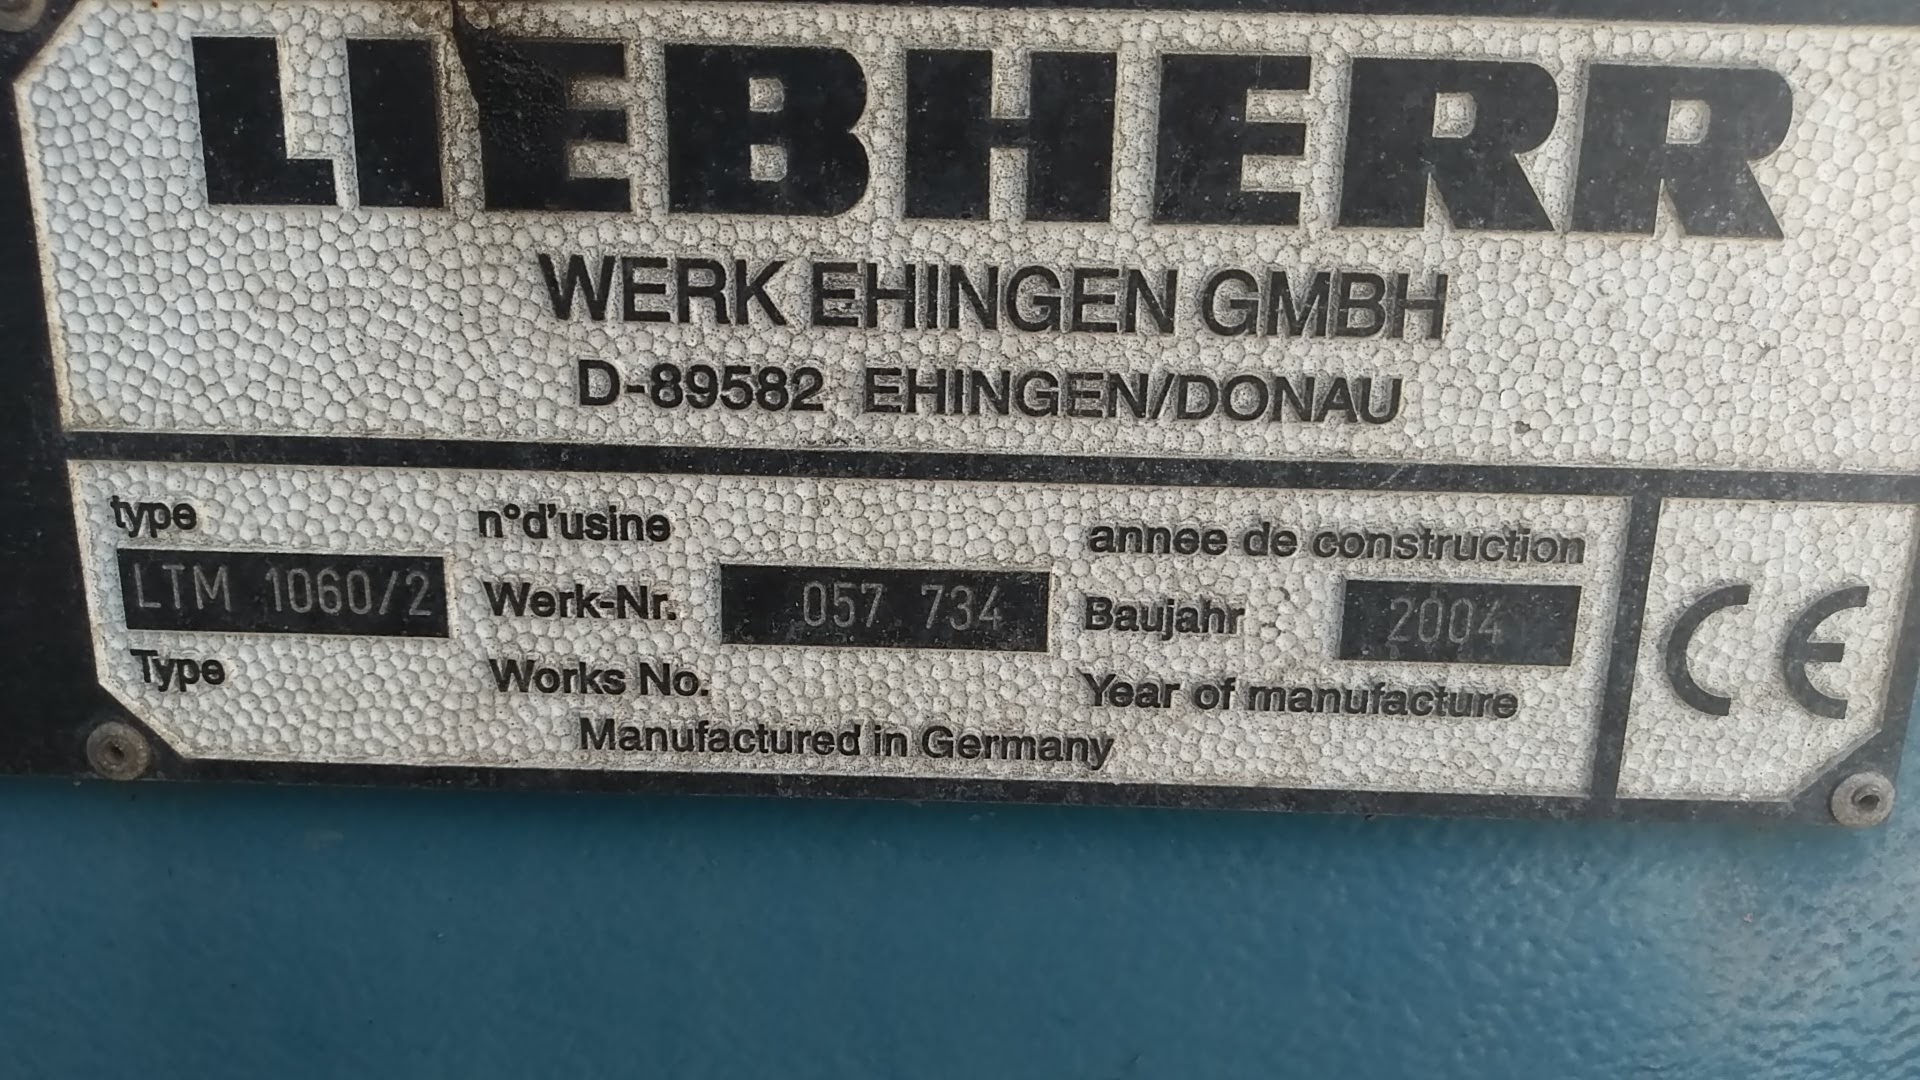 LIEBHERR
WERK EHINGEN GMBH
D-89582 EHINGEN/DONAU
type n°d'usine annee de construction
LTM 1060/2 Werk-Nr. 057 734 Baujahr 2004
Type Works No. Year of manufacture
Manufactured in Germany
CE